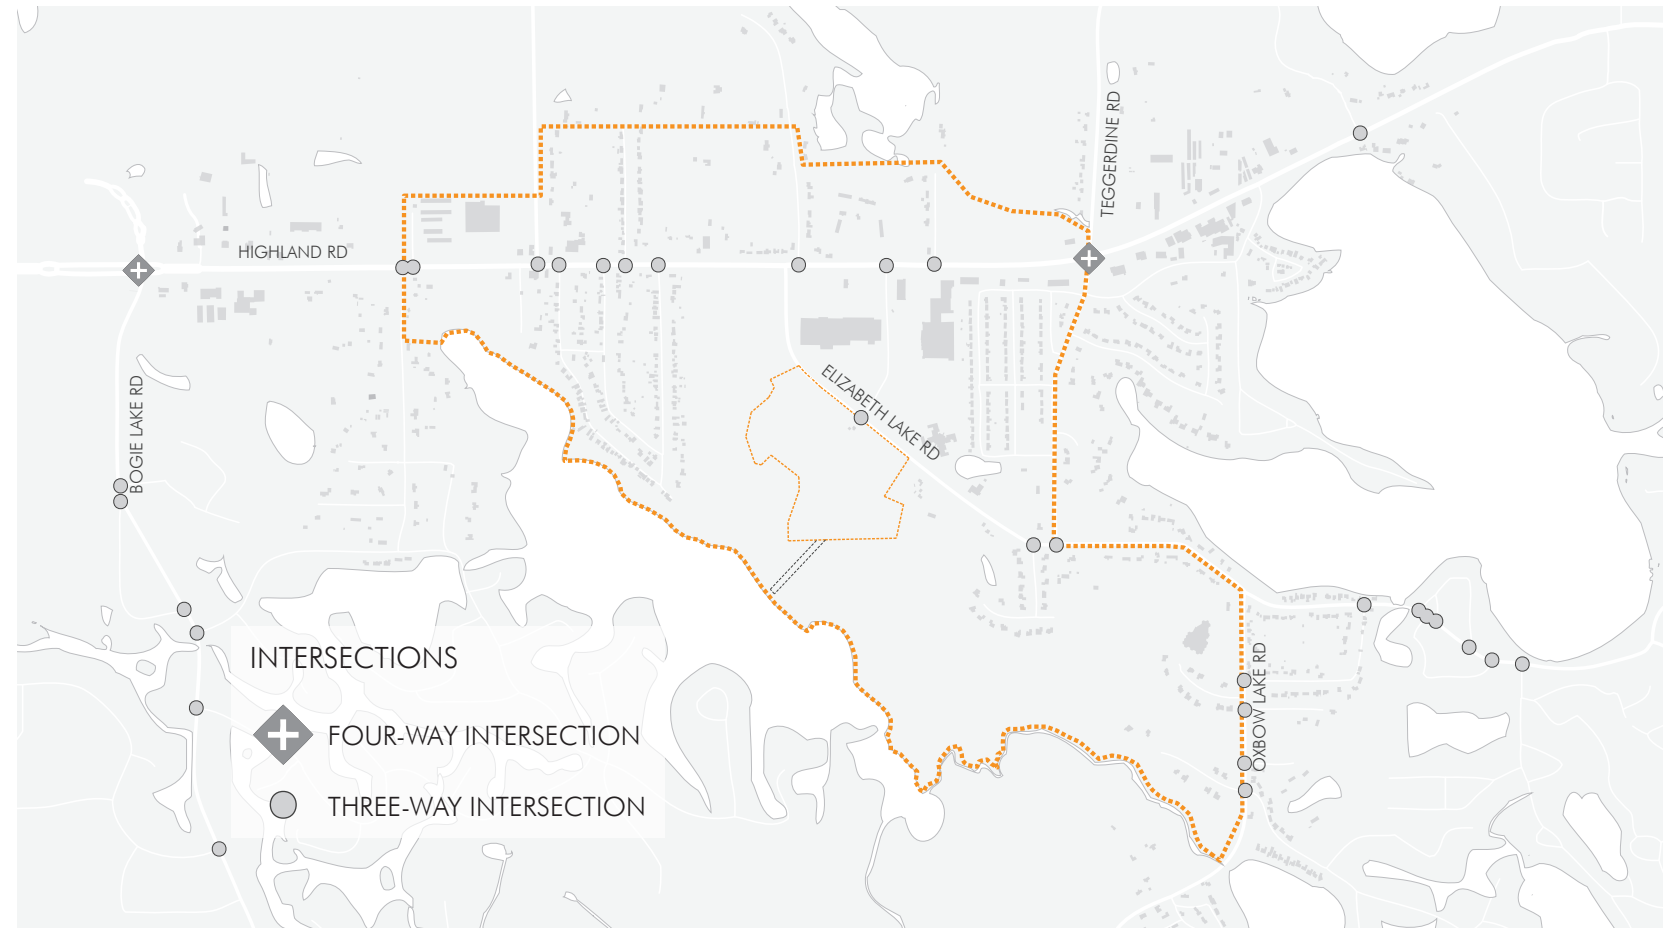 TEGGERDINE RD
HIGHLAND RD
BOGIE LAKE RD
ELIZABETH LAKE RD
OXBOW LAKE RD
INTERSECTIONS
FOUR-WAY INTERSECTION
THREE-WAY INTERSECTION